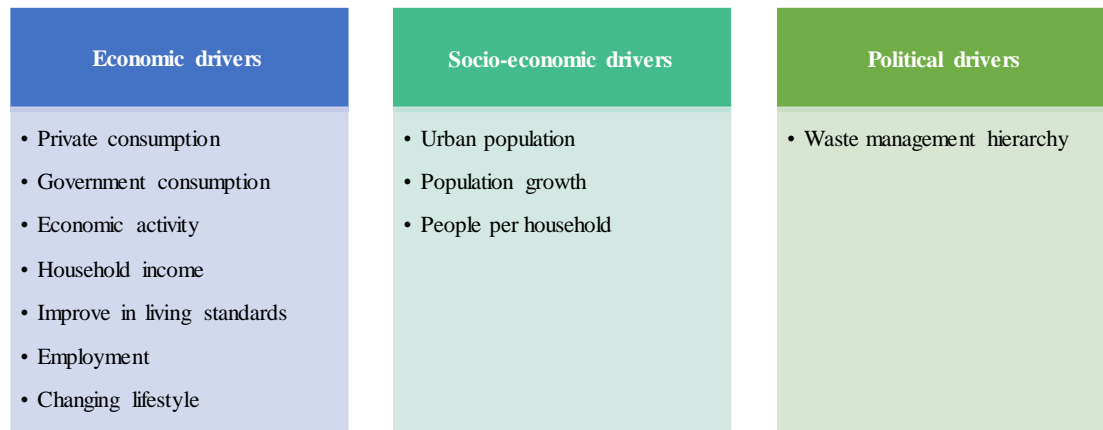 Economic drivers
• Private consumption
• Government consumption
• Economic activity
• Household income
• Improve in living standards
• Employment
• Changing lifestyle
Socio-economic drivers
• Urban population
• Population growth
• People per household
Political drivers
• Waste management hierarchy